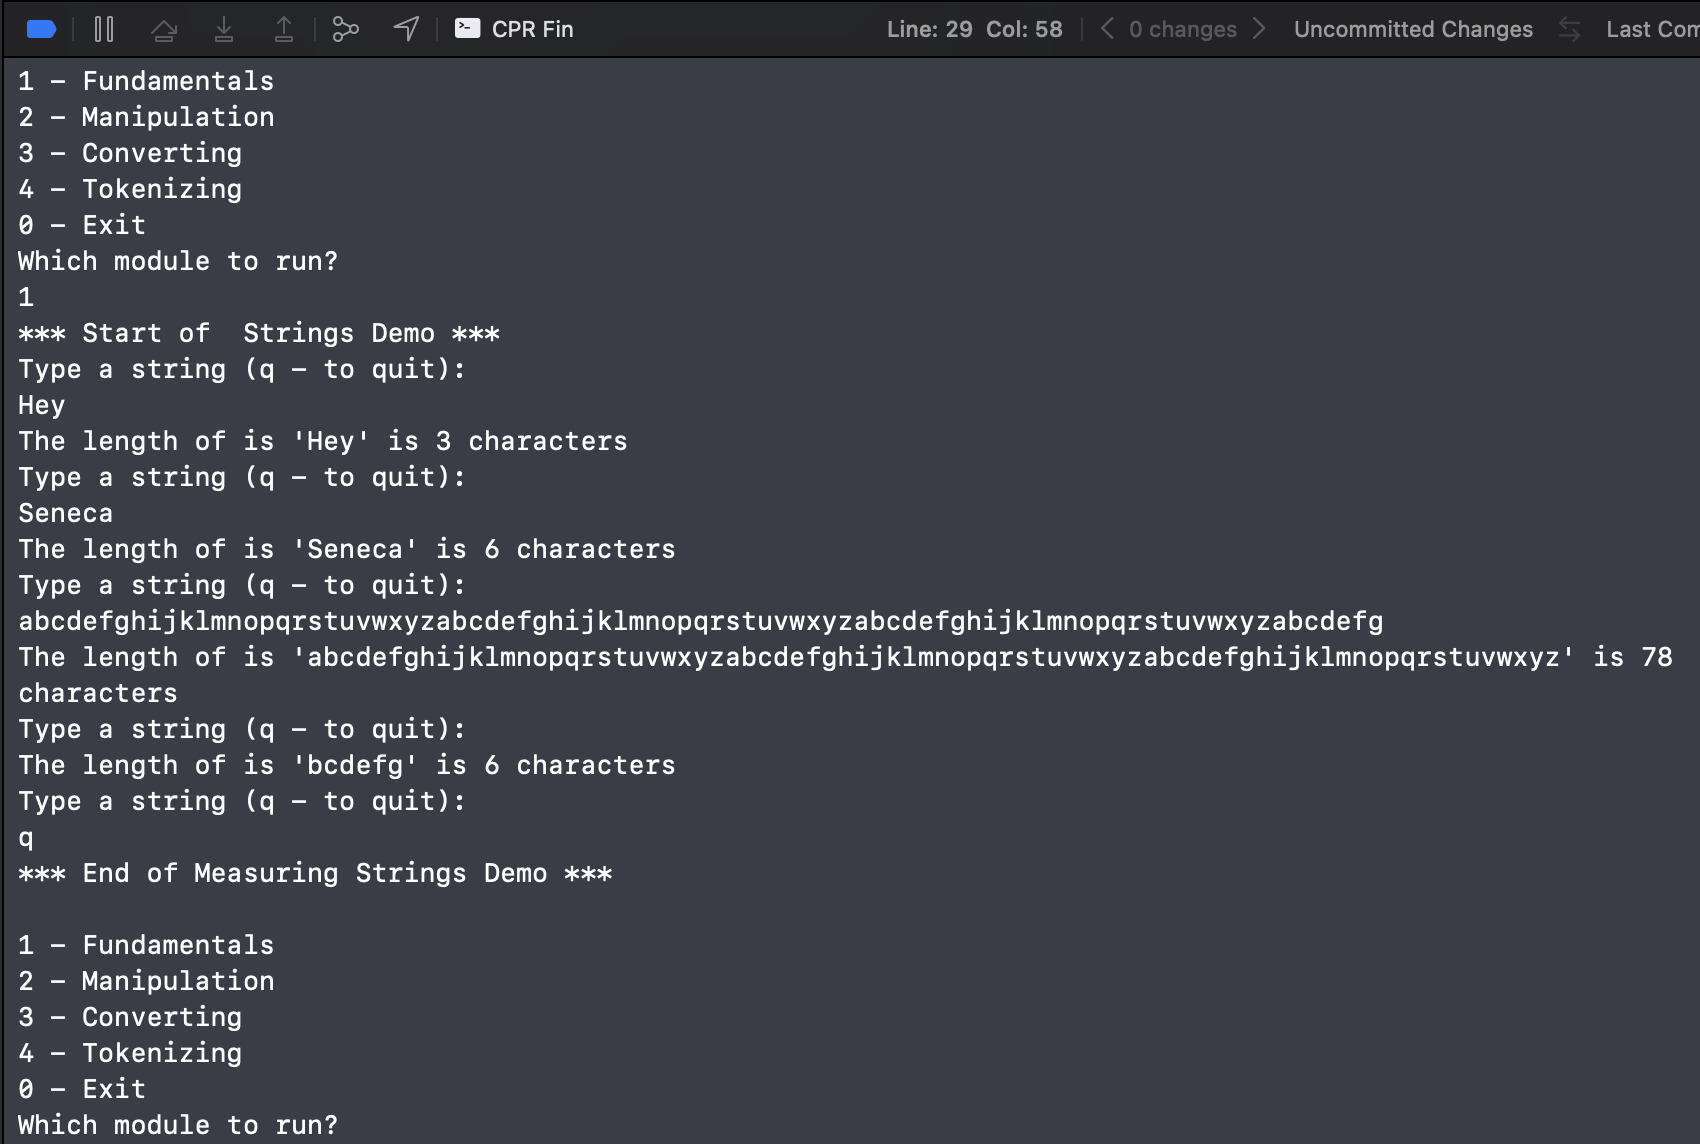 CPR Fin Line: 29 Col: 58 0 changes Uncommitted Changes Last Com
1 – Fundamentals
2 – Manipulation
3 – Converting
4 – Tokenizing
0 – Exit
Which module to run?
1
*** Start of  Strings Demo ***
Type a string (q – to quit):
Hey
The length of is 'Hey' is 3 characters
Type a string (q – to quit):
Seneca
The length of is 'Seneca' is 6 characters
Type a string (q – to quit):
abcdefghijklmnopqrstuvwxyzabcdefghijklmnopqrstuvwxyzabcdefghijklmnopqrstuvwxyzabcdefg
The length of is 'abcdefghijklmnopqrstuvwxyzabcdefghijklmnopqrstuvwxyzabcdefghijklmnopqrstuvwxyz' is 78
characters
Type a string (q – to quit):
The length of is 'bcdefg' is 6 characters
Type a string (q – to quit):
q
*** End of Measuring Strings Demo ***
1 – Fundamentals
2 – Manipulation
3 – Converting
4 – Tokenizing
0 – Exit
Which module to run?